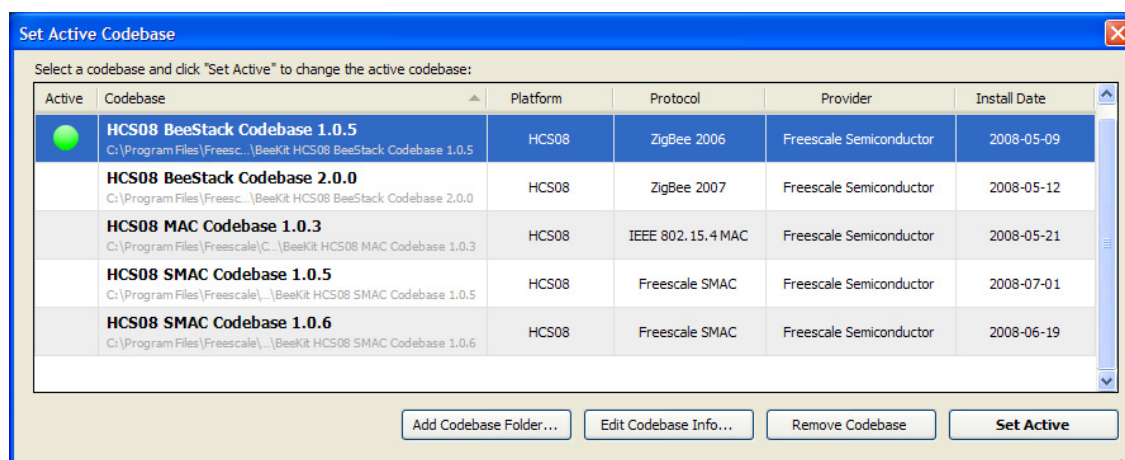 Set Active Codebase
Select a codebase and click "Set Active" to change the active codebase:
Active Codebase Platform Protocol Provider Install Date
HCS08 BeeStack Codebase 1.0.5
C:\Program Files\Freesc...\BeeKit HCS08 BeeStack Codebase 1.0.5
HCS08 ZigBee 2006 Freescale Semiconductor 2008-05-09
HCS08 BeeStack Codebase 2.0.0
C:\Program Files\Freesc...\BeeKit HCS08 BeeStack Codebase 2.0.0
HCS08 ZigBee 2007 Freescale Semiconductor 2008-05-12
HCS08 MAC Codebase 1.0.3
C:\Program Files\Freescale\C...\BeeKit HCS08 MAC Codebase 1.0.3
HCS08 IEEE 802.15.4 MAC Freescale Semiconductor 2008-05-21
HCS08 SMAC Codebase 1.0.5
C:\Program Files\Freescale\...\BeeKit HCS08 SMAC Codebase 1.0.5
HCS08 Freescale SMAC Freescale Semiconductor 2008-07-01
HCS08 SMAC Codebase 1.0.6
C:\Program Files\Freescale\...\BeeKit HCS08 SMAC Codebase 1.0.6
HCS08 Freescale SMAC Freescale Semiconductor 2008-06-19
Add Codebase Folder... Edit Codebase Info... Remove Codebase Set Active